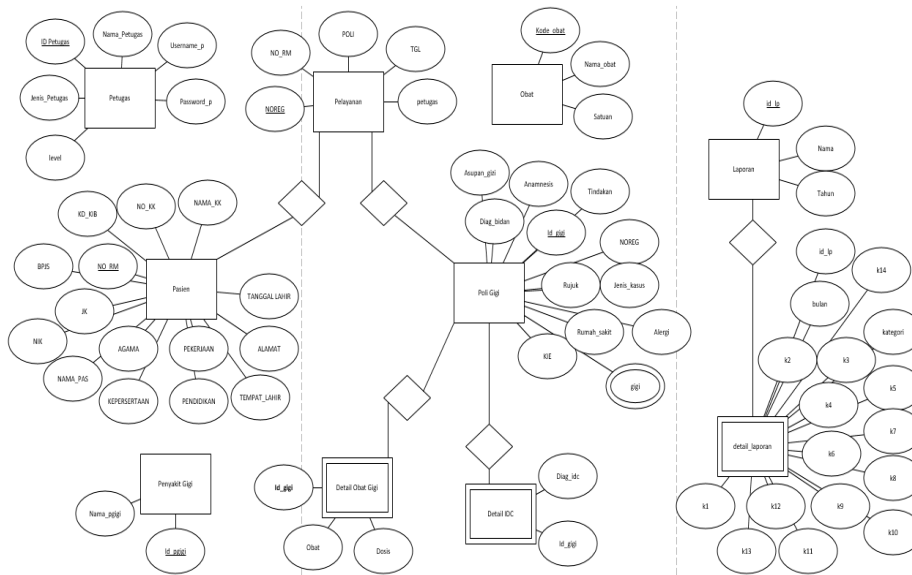 ID Petugas
Nama_Petugas
Username_p
Jenis_Petugas
Petugas
Password_p
level
NO_RM
POLI
TGL
NOREG
Pelayanan
petugas
Kode_obat
Nama_obat
Obat
Satuan
id_lp
Laporan
Nama
Tahun
KD_KIB
NO_KK
NAMA_KK
BPJS
NO_RM
Pasien
TANGGAL LAHIR
JK
NIK
AGAMA
PEKERJAAN
ALAMAT
NAMA_PAS
KEPERSERTAAN
PENDIDIKAN
TEMPAT_LAHIR
Asupan_gizi
Anamnesis
Tindakan
Diag_bidan
Id_gigi
NOREG
Poli Gigi
Rujuk
Jenis_kasus
Rumah_sakit
Alergi
KIE
gigi
id_lp
k14
bulan
kategori
k2
k3
k5
k4
k7
detail_laporan
k6
k8
k1
k12
k9
k10
k13
k11
Penyakit Gigi
Nama_pgigi
Id_pgigi
Id_gigi
Detail Obat Gigi
Obat
Dosis
Diag_idc
Detail IDC
Id_gigi